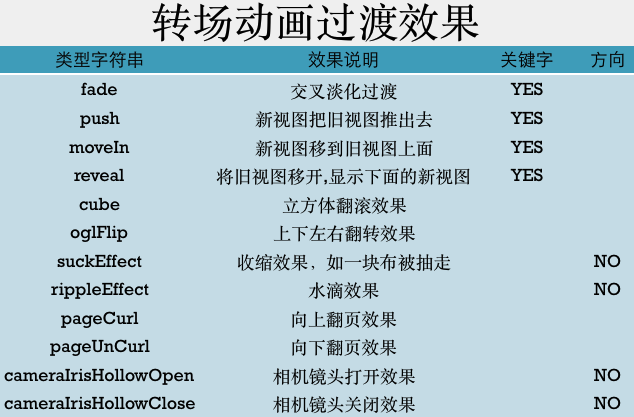 转场动画过渡效果
类型字符串 效果说明 关键字 方向
fade 交叉淡化过渡 YES
push 新视图把旧视图推出去 YES
moveIn 新视图移到旧视图上面 YES
reveal 将旧视图移开,显示下面的新视图 YES
cube 立方体翻滚效果
oglFlip 上下左右翻转效果
suckEffect 收缩效果，如一块布被抽走 NO
rippleEffect 水滴效果 NO
pageCurl 向上翻页效果
pageUnCurl 向下翻页效果
cameraIrisHollowOpen 相机镜头打开效果 NO
cameraIrisHollowClose 相机镜头关闭效果 NO